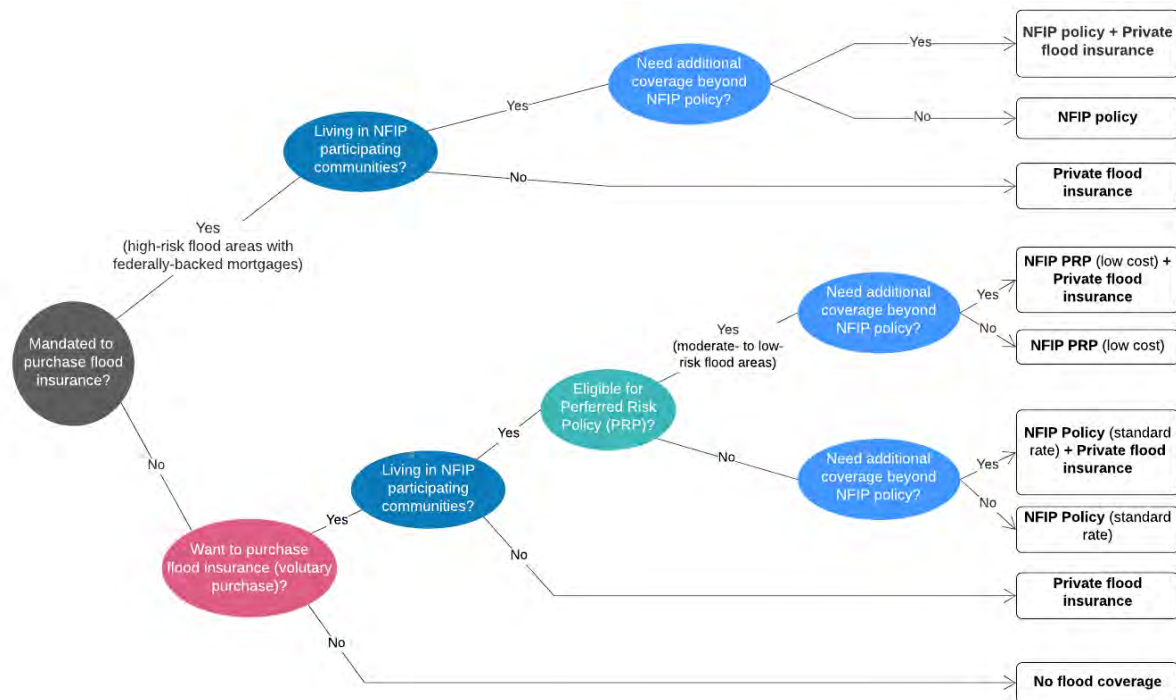 NFIP policy + Private
flood insurance
Yes
Need additional
coverage beyond
NFIP policy?
Yes
No
NFIP policy
Living in NFIP
participating
communities?
No
Private flood
insurance
Yes
(high-risk flood areas with
federally-backed mortgages)
NFIP PRP (low cost) +
Private flood
insurance
Need additional
coverage beyond
NFIP policy?
Yes
No
NFIP PRP (low cost)
Mandated to
purchase flood
insurance?
Yes
(moderate- to low-
risk flood areas)
Eligible for
Perferred Risk
Policy (PRP)?
Yes
No
NFIP Policy (standard
rate) + Private flood
insurance
Need additional
coverage beyond
NFIP policy?
Yes
No
NFIP Policy (standard
rate)
No
Living in NFIP
participating
communities?
Yes
No
Want to purchase
flood insurance (volutary
purchase)?
Private flood
insurance
No
No flood coverage